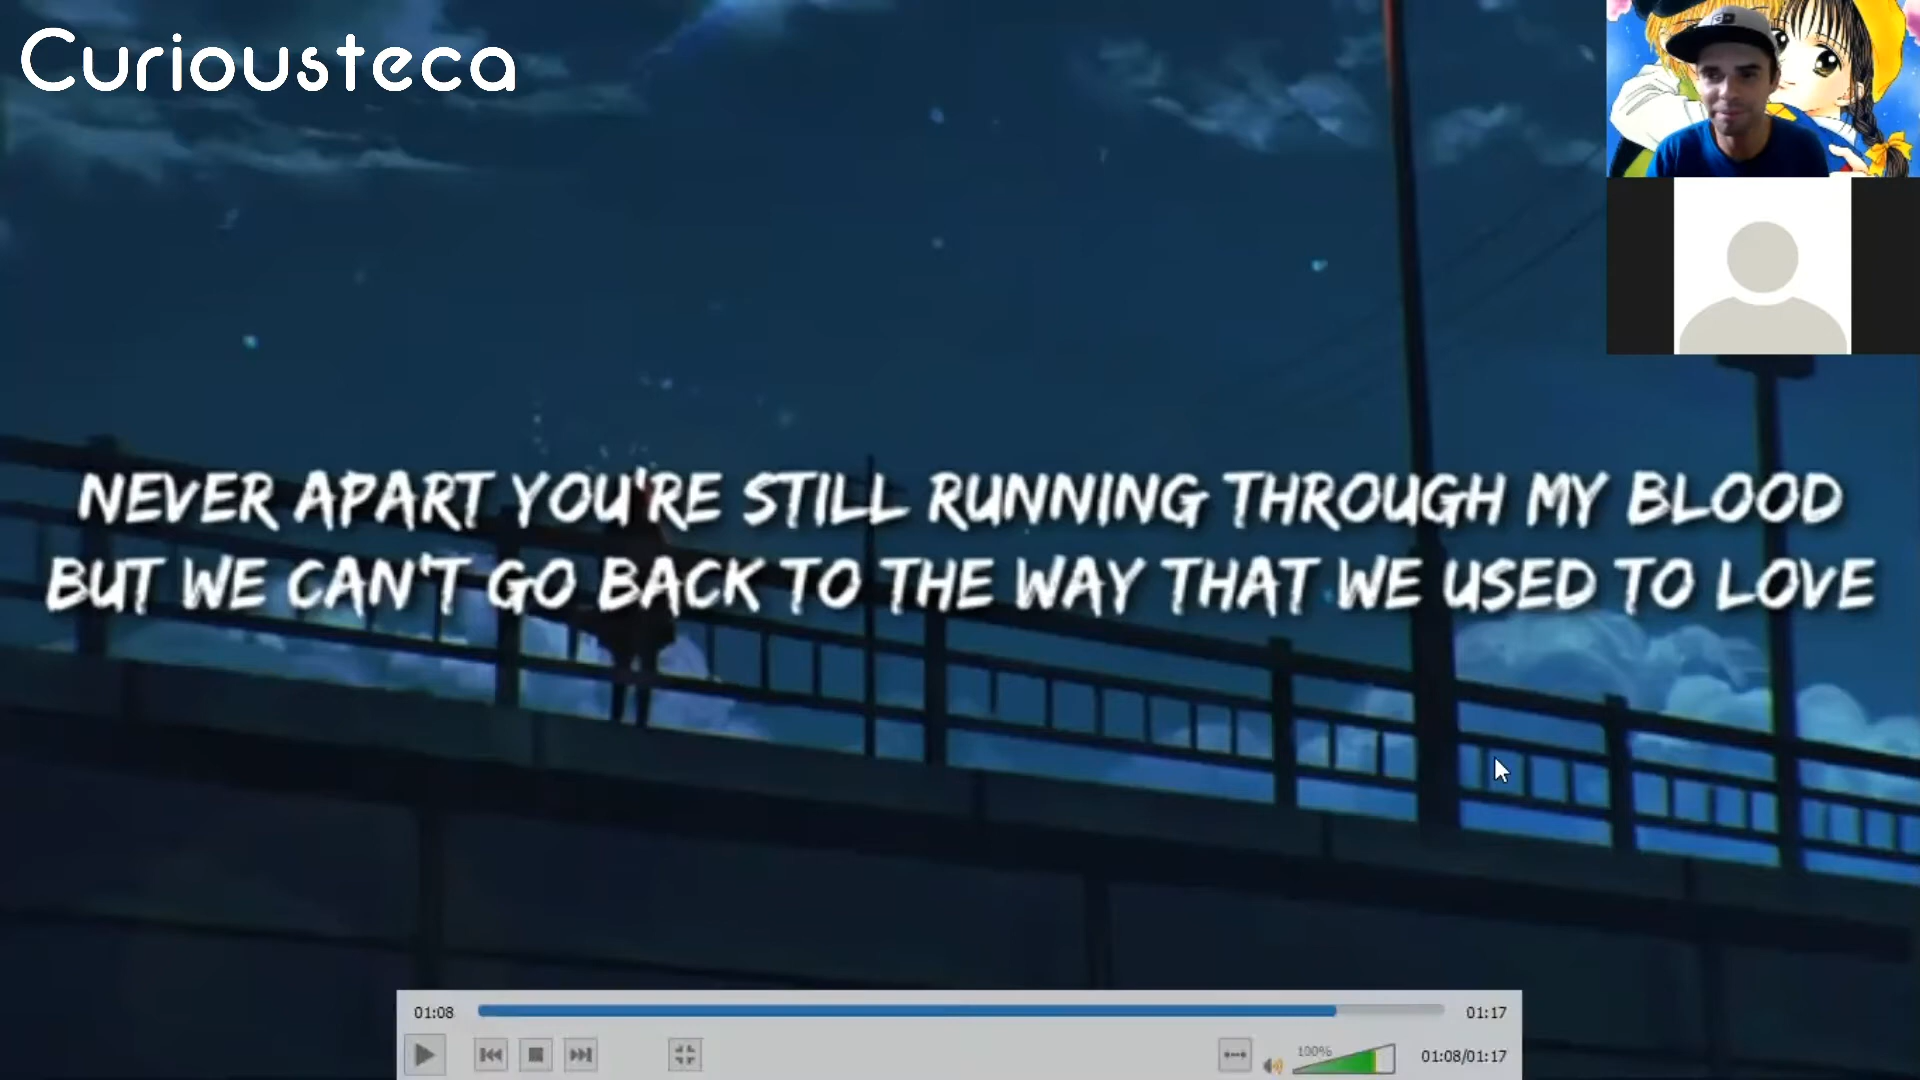 Curiousteca
NEVER APART YOU'RE STILL RUNNING THROUGH MY BLOOD
BUT WE CAN'T GO BACK TO THE WAY THAT WE USED TO LOVE
01:08
01:17
100%
01:08/01:17